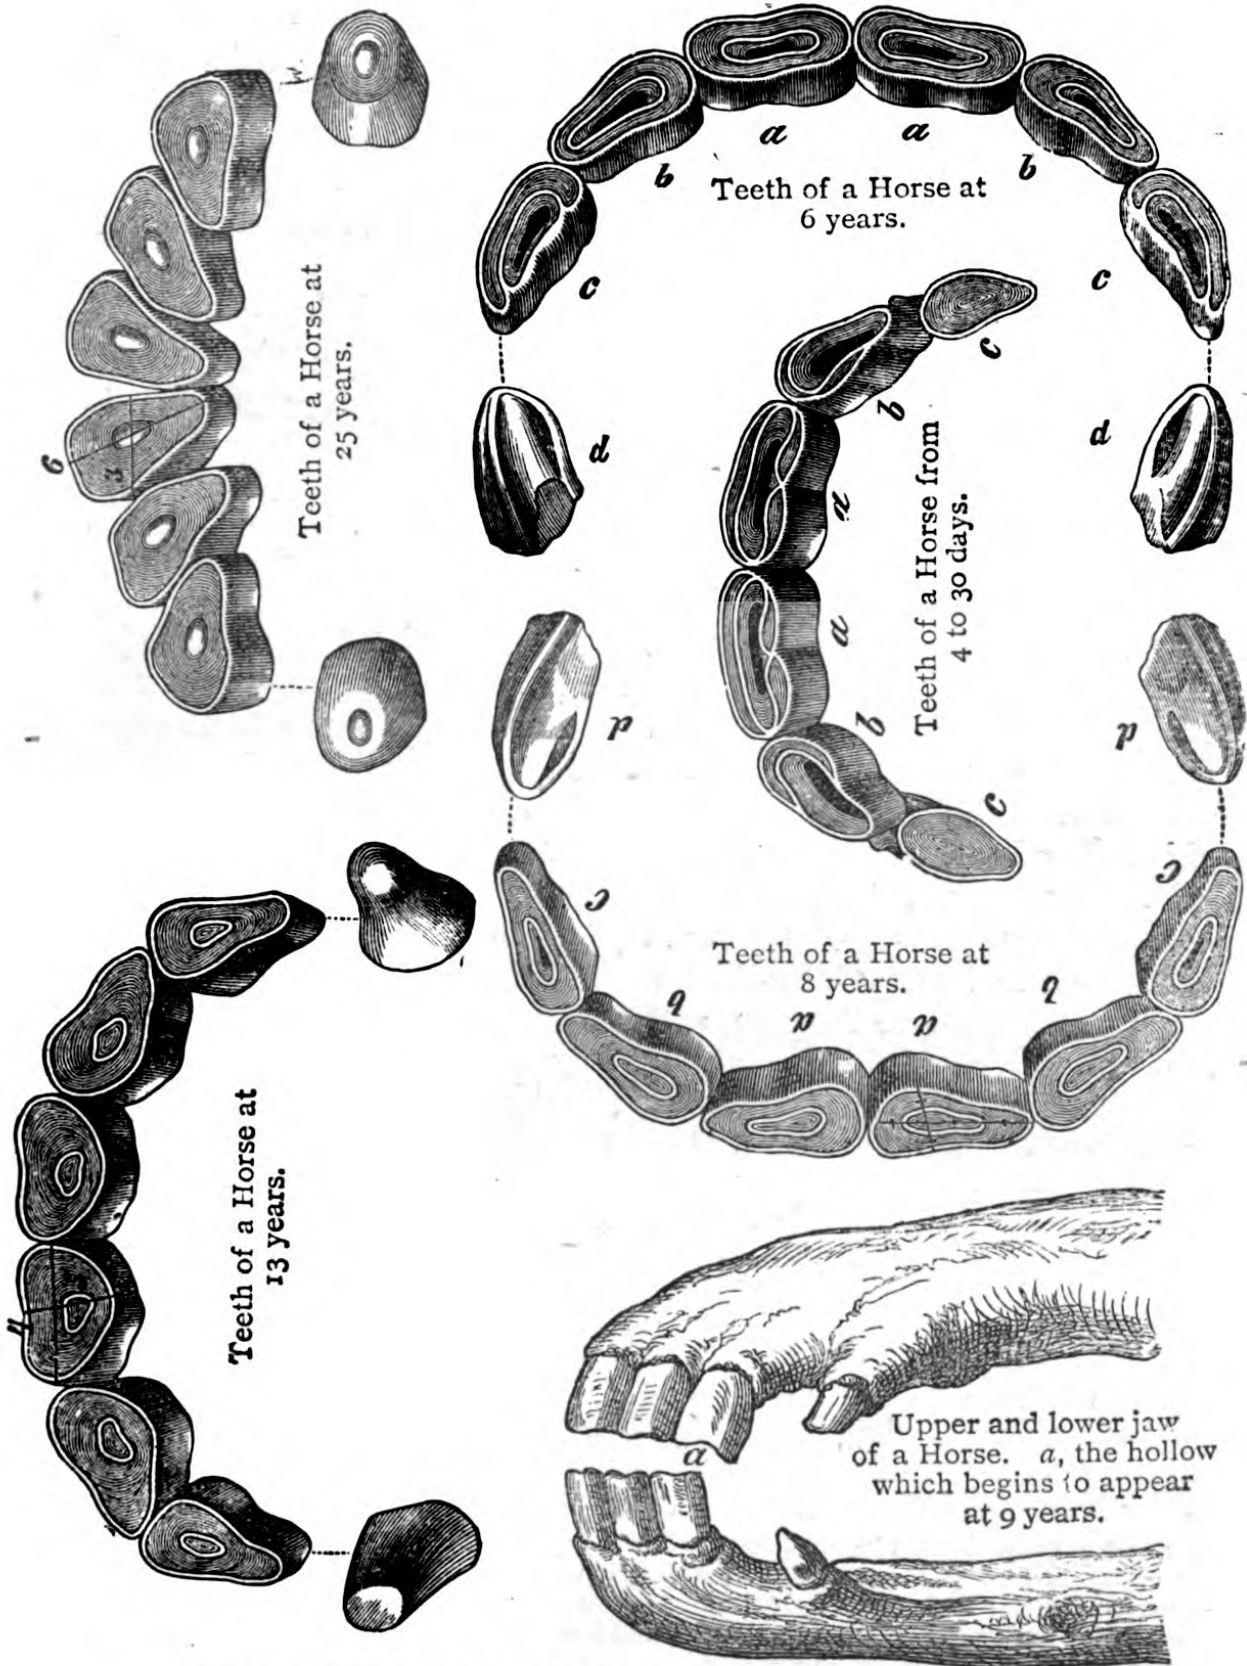 Teeth of a Horse at
6 years.
a
a
b
b
c
c
d
d
Teeth of a Horse at
25 years.
6
3
Teeth of a Horse from
4 to 30 days.
a
a
b
b
c
c
Teeth of a Horse at
8 years.
d
d
c
c
b
b
a
a
Teeth of a Horse at
13 years.
Upper and lower jaw
of a Horse. a, the hollow
which begins to appear
at 9 years.
a